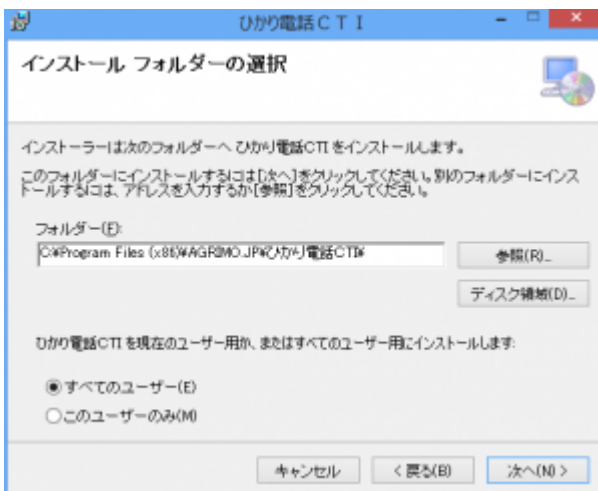 ひかり電話ＣＴＩ
インストール フォルダーの選択
インストーラーは次のフォルダーへ ひかり電話CTI をインストールします。
このフォルダーにインストールするには[次へ]をクリックしてください。別のフォルダーにインス
トールするには、アドレスを入力するか[参照]をクリックしてください。
フォルダー(F):
C:¥Program Files (x86)¥AGRIMO.JP¥ひかり電話CTI¥
参照(R)...
ディスク領域(D)...
ひかり電話CTI を現在のユーザー用か、またはすべてのユーザー用にインストールします:
すべてのユーザー(E)
このユーザーのみ(M)
キャンセル
< 戻る(B)
次へ(N) >